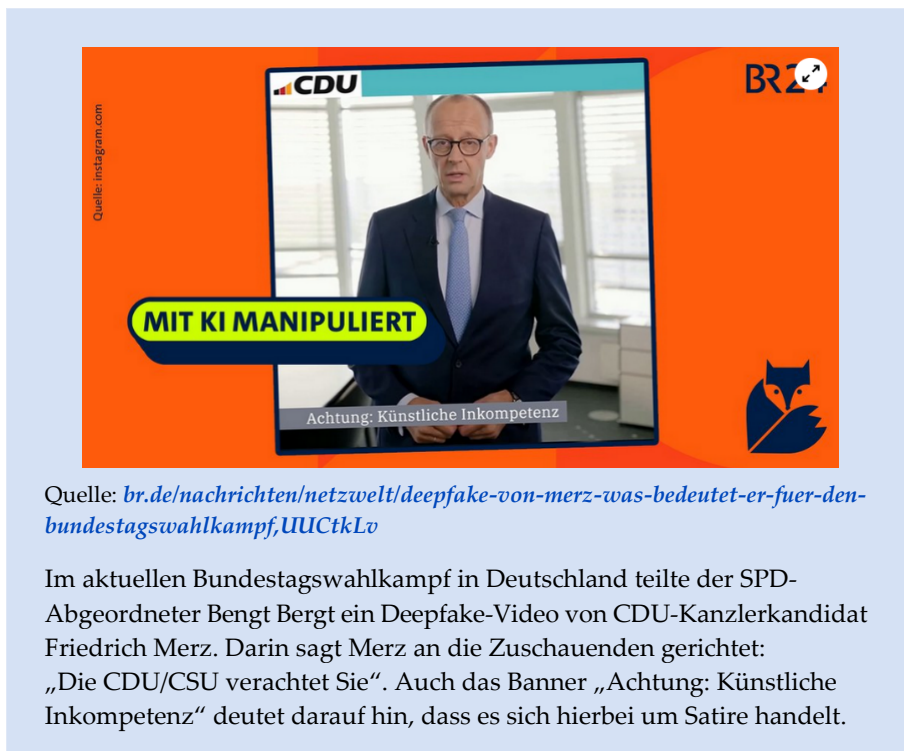 CDU
BR24
Quelle: instagram.com
MIT KI MANIPULIERT
Achtung: Künstliche Inkompetenz
Quelle: br.de/nachrichten/netzwelt/deepfake-von-merz-was-bedeutet-er-fuer-den-
bundestagswahlkampf,UUCtkLv
Im aktuellen Bundestagswahlkampf in Deutschland teilte der SPD-
Abgeordneter Bengt Bergt ein Deepfake-Video von CDU-Kanzlerkandidat
Friedrich Merz. Darin sagt Merz an die Zuschauenden gerichtet:
„Die CDU/CSU verachtet Sie“. Auch das Banner „Achtung: Künstliche
Inkompetenz“ deutet darauf hin, dass es sich hierbei um Satire handelt.